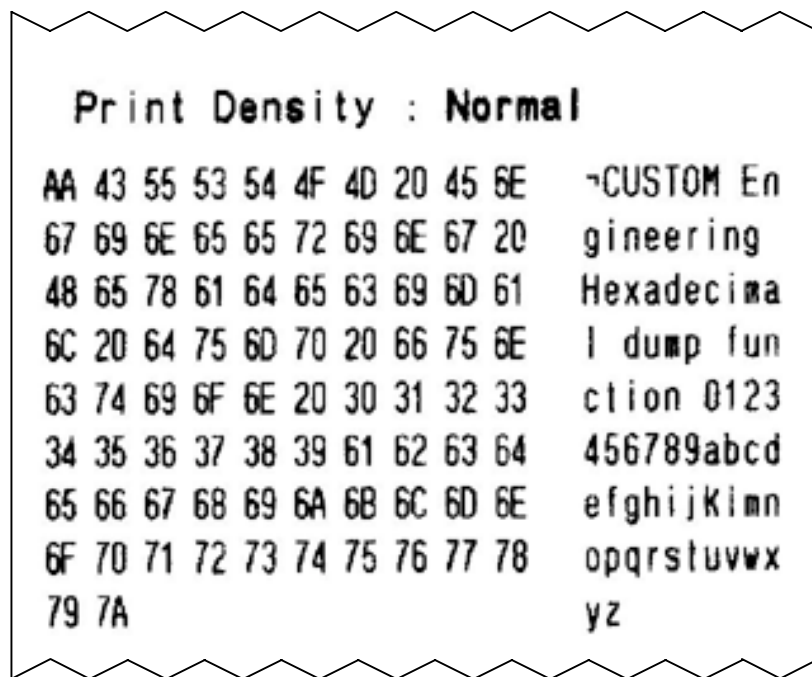 Print Density : Normal
AA 43 55 53 54 4F 4D 20 45 6E ¬CUSTOM En
67 69 6E 65 65 72 69 6E 67 20 gineering
48 65 78 61 64 65 63 69 6D 61 Hexadecima
6C 20 64 75 6D 70 20 66 75 6E l dump fun
63 74 69 6F 6E 20 30 31 32 33 ction 0123
34 35 36 37 38 39 61 62 63 64 456789abcd
65 66 67 68 69 6A 6B 6C 6D 6E efghijKlmn
6F 70 71 72 73 74 75 76 77 78 opqrstuvwx
79 7A yz